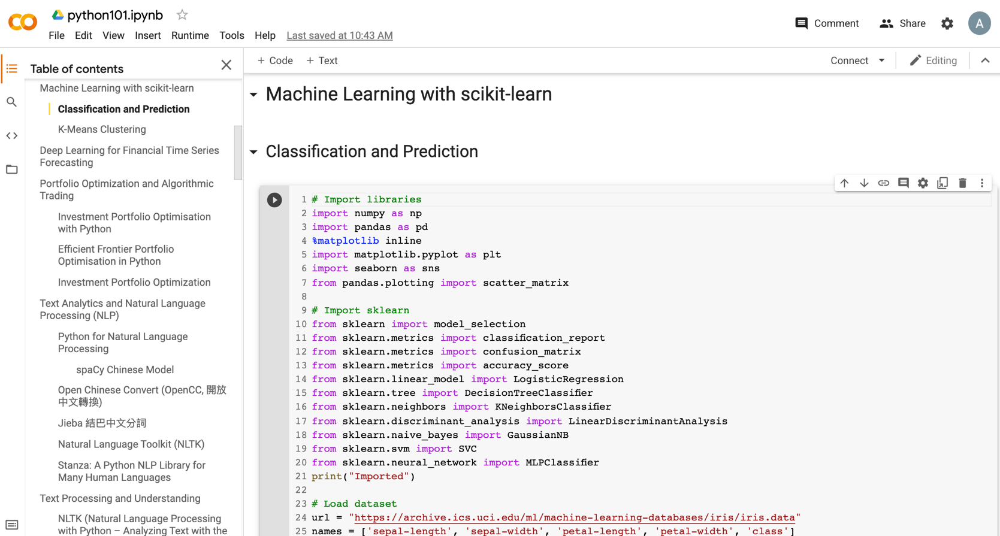 python101.ipynb
File Edit View Insert Runtime Tools Help Last saved at 10:43 AM
Comment Share A
Table of contents
Machine Learning with scikit-learn
Classification and Prediction
K-Means Clustering
Deep Learning for Financial Time Series
Forecasting
Portfolio Optimization and Algorithmic
Trading
Investment Portfolio Optimisation
with Python
Efficient Frontier Portfolio
Optimisation in Python
Investment Portfolio Optimization
Text Analytics and Natural Language
Processing (NLP)
Python for Natural Language
Processing
spaCy Chinese Model
Open Chinese Convert (OpenCC, 開放
中文轉換)
Jieba 結巴中文分詞
Natural Language Toolkit (NLTK)
Stanza: A Python NLP Library for
Many Human Languages
Text Processing and Understanding
NLTK (Natural Language Processing
with Python – Analyzing Text with the
+ Code + Text
Connect Editing
Machine Learning with scikit-learn
Classification and Prediction
1 # Import libraries
2 import numpy as np
3 import pandas as pd
4 %matplotlib inline
5 import matplotlib.pyplot as plt
6 import seaborn as sns
7 from pandas.plotting import scatter_matrix
8
9 # Import sklearn
10 from sklearn import model_selection
11 from sklearn.metrics import classification_report
12 from sklearn.metrics import confusion_matrix
13 from sklearn.metrics import accuracy_score
14 from sklearn.linear_model import LogisticRegression
15 from sklearn.tree import DecisionTreeClassifier
16 from sklearn.neighbors import KNeighborsClassifier
17 from sklearn.discriminant_analysis import LinearDiscriminantAnalysis
18 from sklearn.naive_bayes import GaussianNB
19 from sklearn.svm import SVC
20 from sklearn.neural_network import MLPClassifier
21 print("Imported")
22
23 # Load dataset
24 url = "https://archive.ics.uci.edu/ml/machine-learning-databases/iris/iris.data"
25 names = ['sepal-length', 'sepal-width', 'petal-length', 'petal-width', 'class']